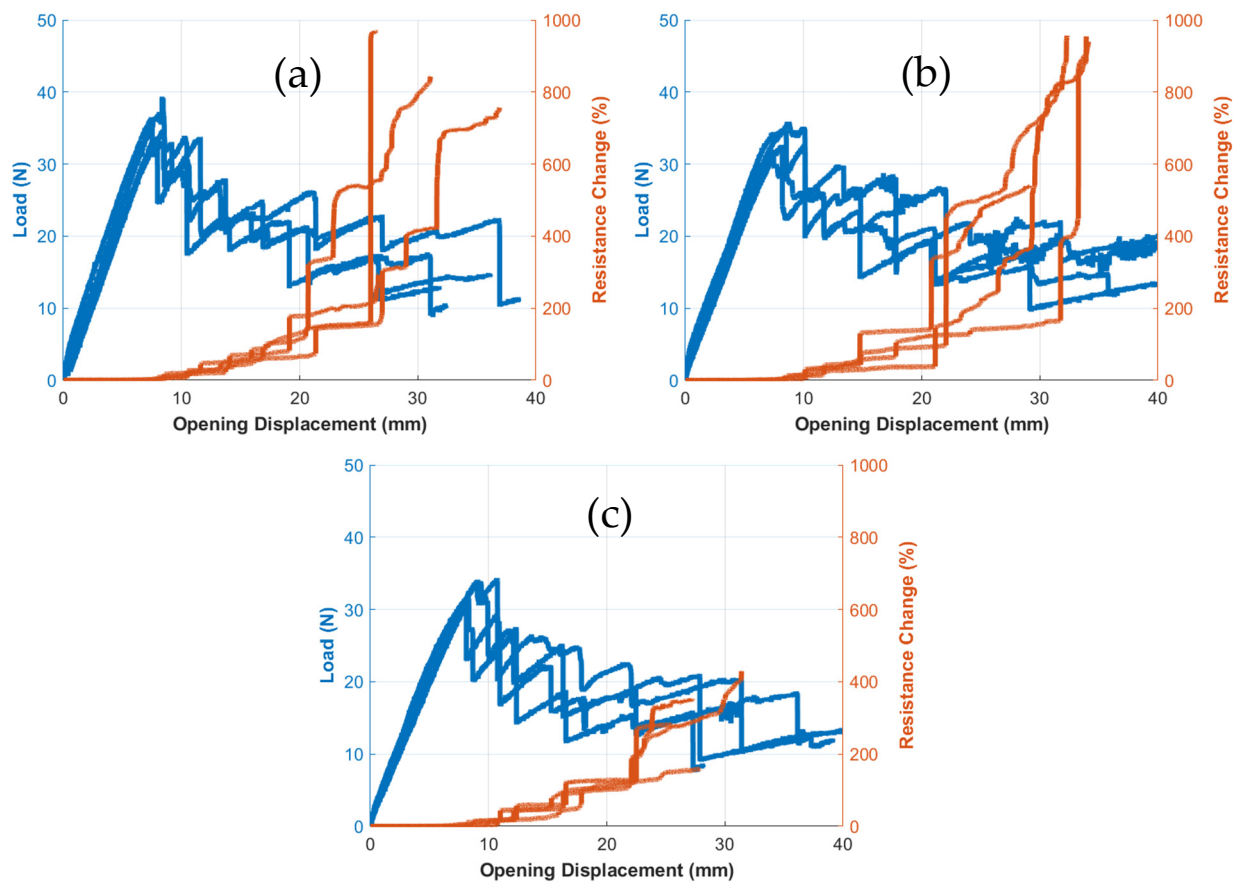 (a)
50
40
30
20
10
0
Load (N)
1000
800
600
400
200
0
Resistance Change (%)
0 10 20 30 40
Opening Displacement (mm)
(b)
50
40
30
20
10
0
Load (N)
1000
800
600
400
200
0
Resistance Change (%)
0 10 20 30 40
Opening Displacement (mm)
(c)
50
40
30
20
10
0
Load (N)
1000
800
600
400
200
0
Resistance Change (%)
0 10 20 30 40
Opening Displacement (mm)